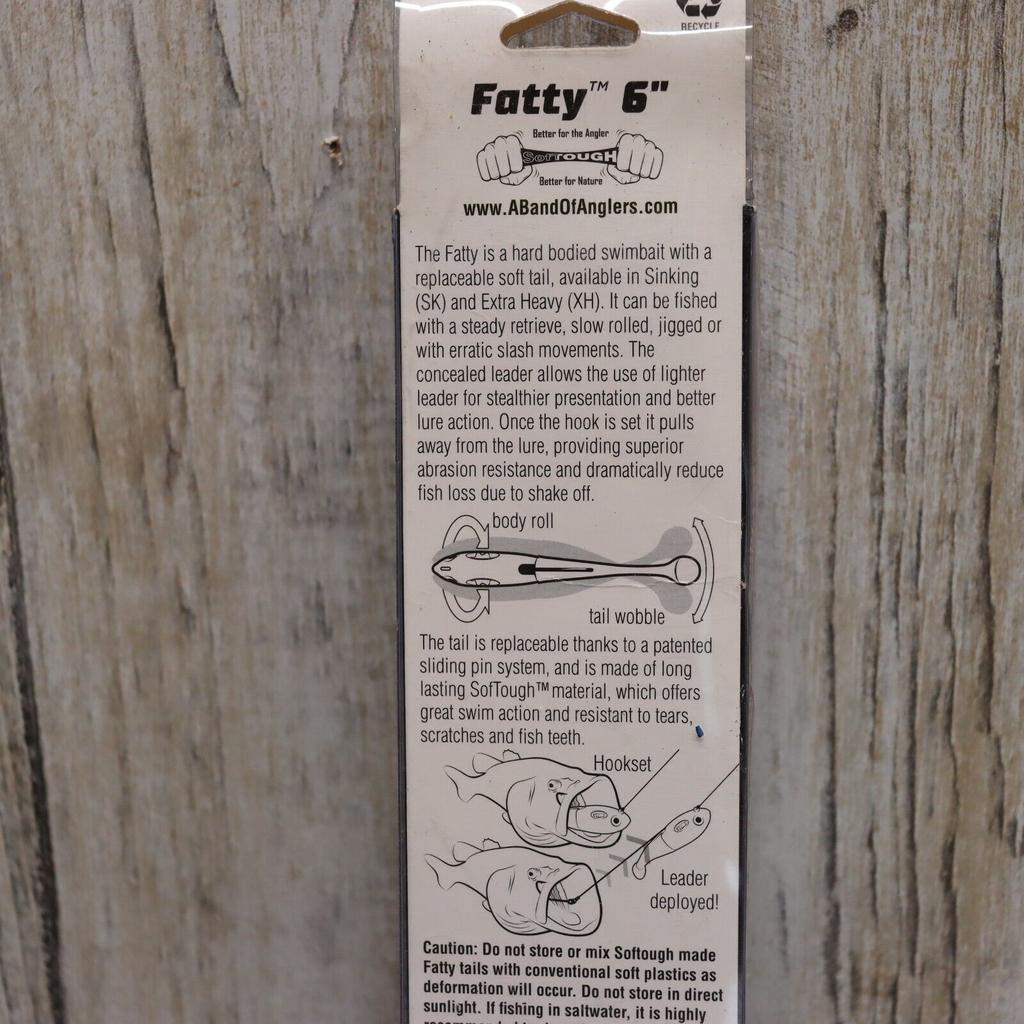 RECYCLE
Fatty™ 6"
Better for the Angler
SofTOUGH
Better for Nature
www.ABandOfAnglers.com
The Fatty is a hard bodied swimbait with a
replaceable soft tail, available in Sinking
(SK) and Extra Heavy (XH). It can be fished
with a steady retrieve, slow rolled, jigged or
with erratic slash movements. The
concealed leader allows the use of lighter
leader for stealthier presentation and better
lure action. Once the hook is set it pulls
away from the lure, providing superior
abrasion resistance and dramatically reduce
fish loss due to shake off.
body roll
tail wobble
The tail is replaceable thanks to a patented
sliding pin system, and is made of long
lasting SofTough™ material, which offers
great swim action and resistant to tears,
scratches and fish teeth.
Hookset
Leader
deployed!
Caution: Do not store or mix Softough made
Fatty tails with conventional soft plastics as
deformation will occur. Do not store in direct
sunlight. If fishing in saltwater, it is highly